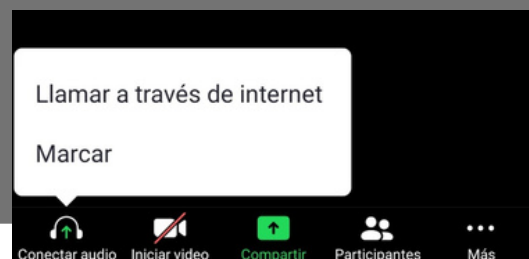 Llamar a través de internet
Marcar
Conectar audio Iniciar video Compartir Participantes Más